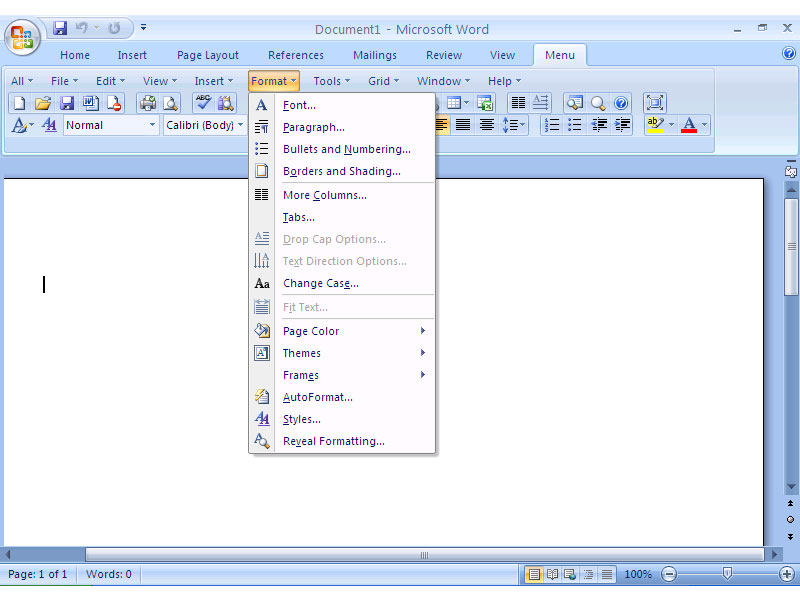 Document1 - Microsoft Word
Home Insert Page Layout References Mailings Review View Menu
All File Edit View Insert Format Tools Grid Window Help
ABC
Normal Calibri (Body) ab A
Font...
Paragraph...
Bullets and Numbering...
Borders and Shading...
More Columns...
Tabs...
Drop Cap Options...
Text Direction Options...
Aa Change Case...
Fit Text...
Page Color
Themes
Frames
AutoFormat...
Styles...
Reveal Formatting...
Page: 1 of 1 Words: 0 100%